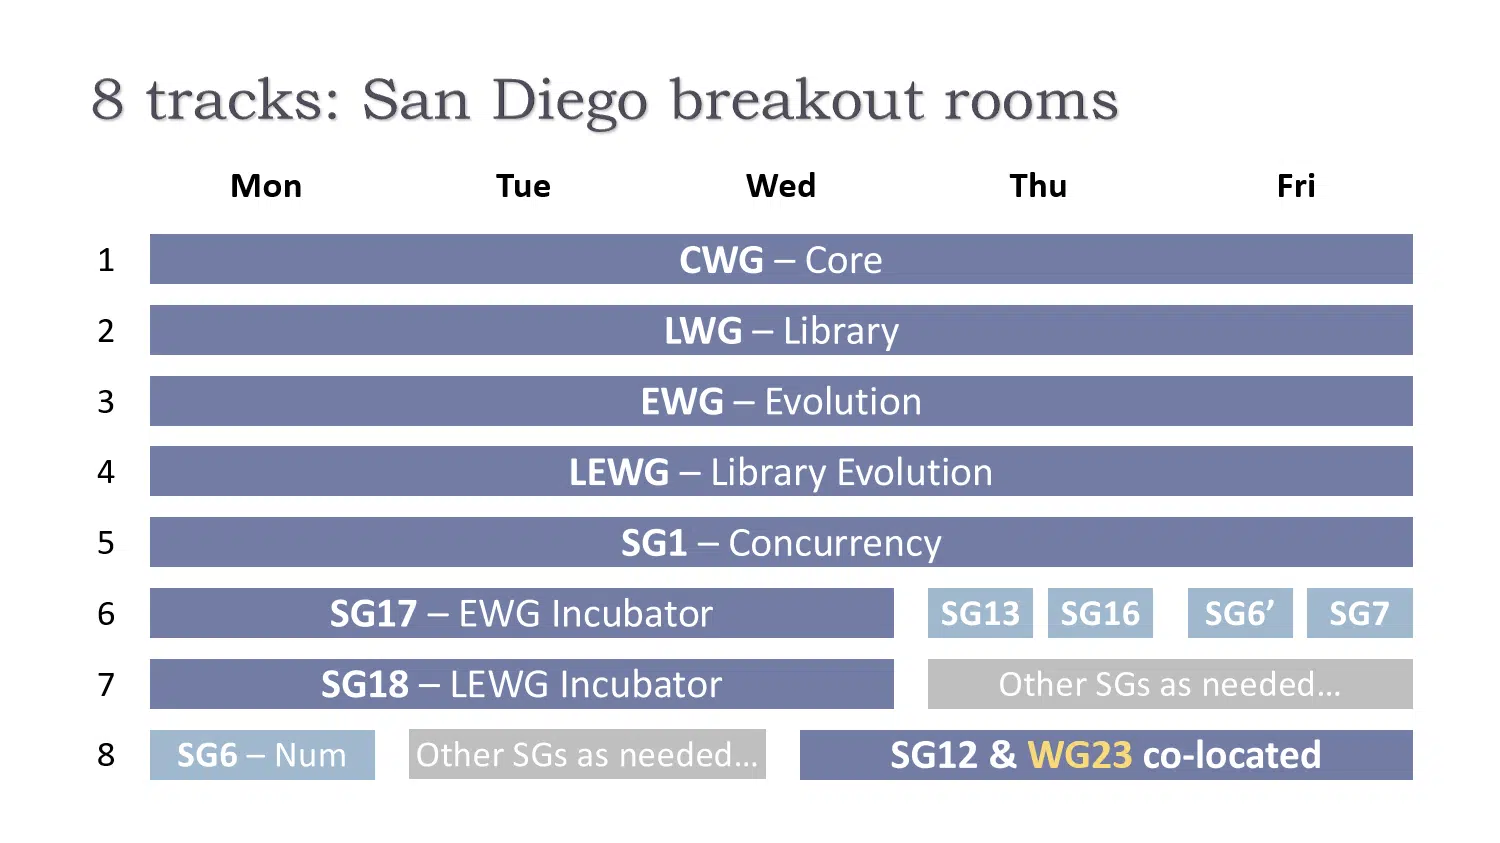 8 tracks: San Diego breakout rooms
Mon Tue Wed Thu Fri
1 CWG – Core
2 LWG – Library
3 EWG – Evolution
4 LEWG – Library Evolution
5 SG1 – Concurrency
6 SG17 – EWG Incubator SG13 SG16 SG6’ SG7
7 SG18 – LEWG Incubator Other SGs as needed…
8 SG6 – Num Other SGs as needed… SG12 & WG23 co-located